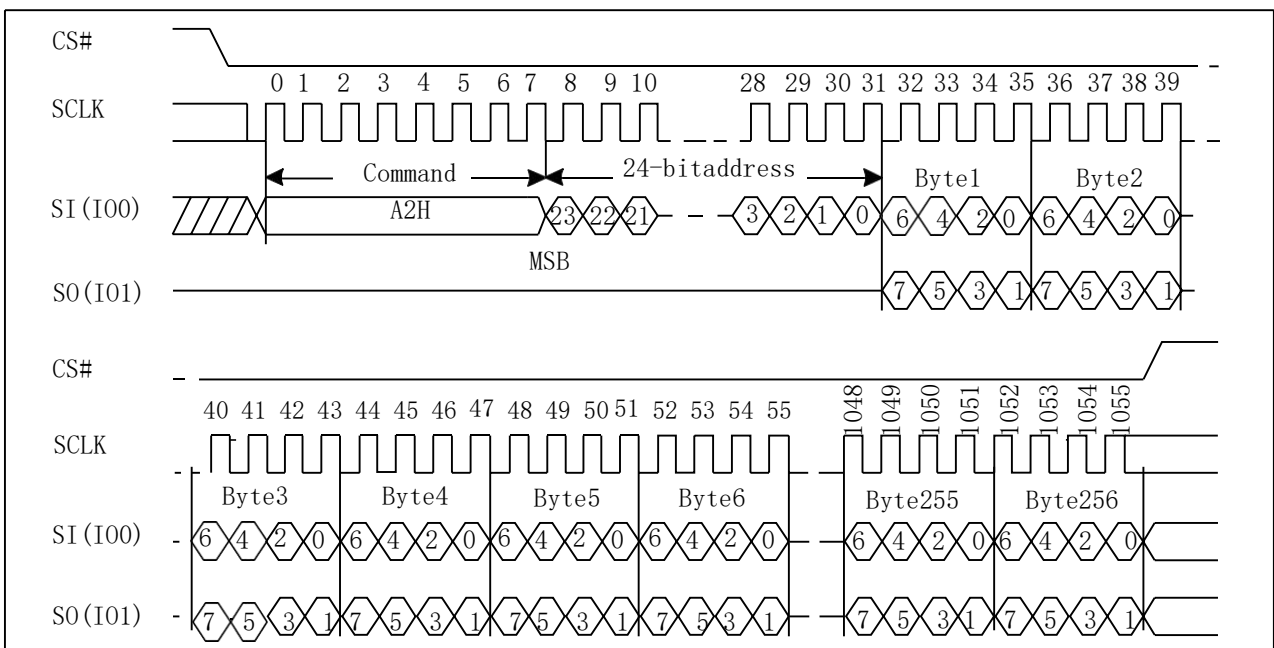 CS#
0 1 2 3 4 5 6 7 8 9 10 28 29 30 31 32 33 34 35 36 37 38 39
SCLK
Command 24-bitaddress Byte1 Byte2
SI(IO0) A2H 23 22 21 3 2 1 0 6 4 2 0 6 4 2 0
MSB
SO(IO1) 7 5 3 1 7 5 3 1
CS#
40 41 42 43 44 45 46 47 48 49 50 51 52 53 54 55 1048 1049 1050 1051 1052 1053 1054 1055
SCLK
Byte3 Byte4 Byte5 Byte6 Byte255 Byte256
SI(IO0) 6 4 2 0 6 4 2 0 6 4 2 0 6 4 2 0 6 4 2 0 6 4 2 0
SO(IO1) 7 5 3 1 7 5 3 1 7 5 3 1 7 5 3 1 7 5 3 1 7 5 3 1